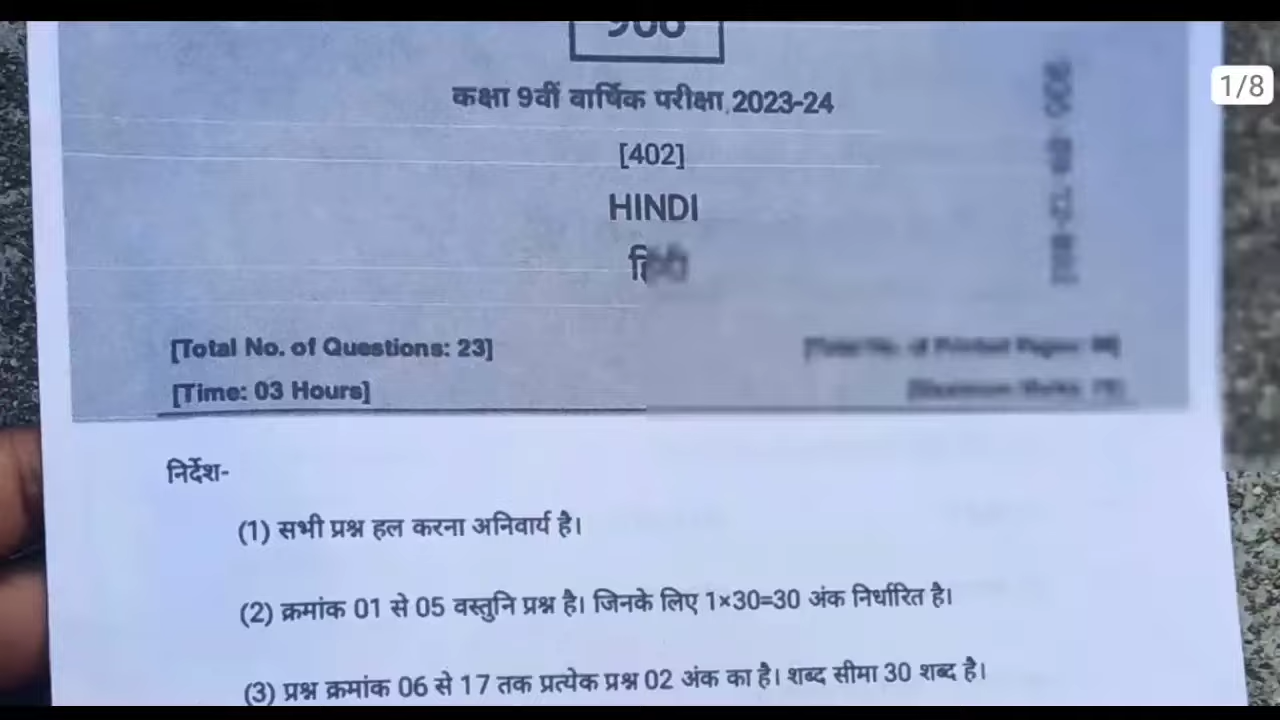 कक्षा 9वीं वार्षिक परीक्षा 2023-24
1/8
[402]
HINDI
[Total No. of Questions: 23]
[Time: 03 Hours]
निर्देश-
(1) सभी प्रश्न हल करना अनिवार्य है।
(2) क्रमांक 01 से 05 वस्तुनि प्रश्न है। जिनके लिए 1×30=30 अंक निर्धारित है।
(3) प्रश्न क्रमांक 06 से 17 तक प्रत्येक प्रश्न 02 अंक का है। शब्द सीमा 30 शब्द है।